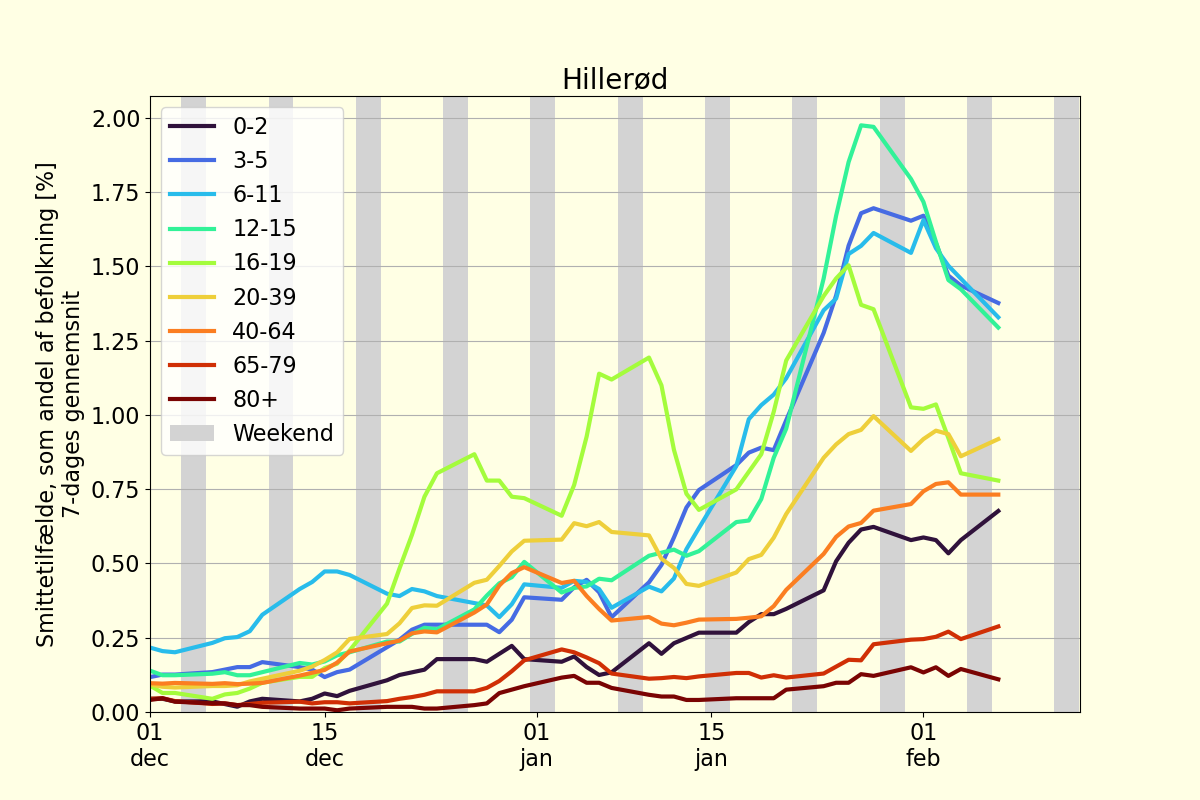 Hillerød
Smittetilfælde, som andel af befolkning [%]
7-dages gennemsnit
2.00
1.75
1.50
1.25
1.00
0.75
0.50
0.25
0.00
0-2
3-5
6-11
12-15
16-19
20-39
40-64
65-79
80+
Weekend
01
dec
15
dec
01
jan
15
jan
01
feb